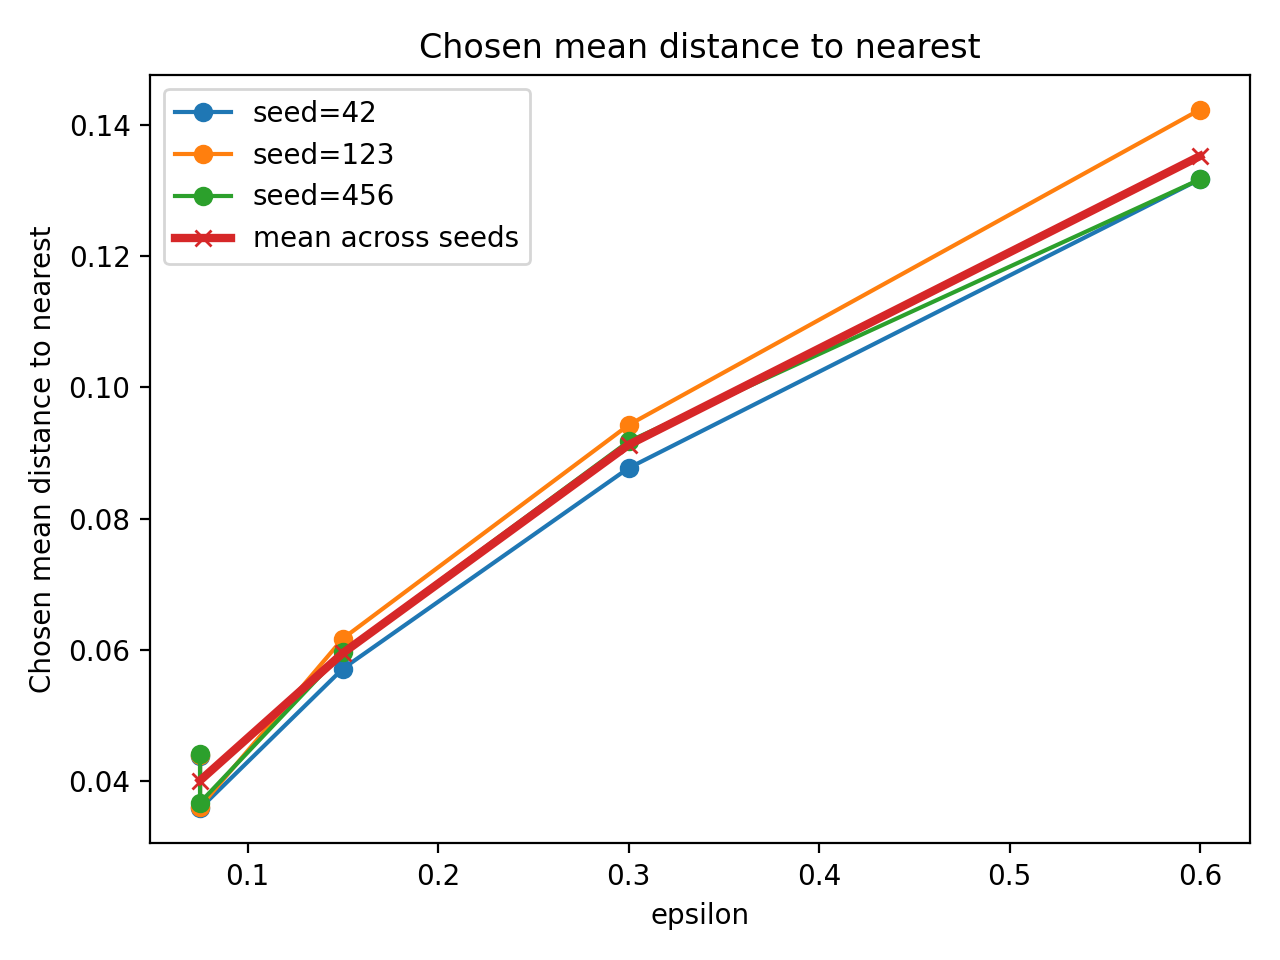 Chosen mean distance to nearest
seed=42
seed=123
seed=456
mean across seeds
Chosen mean distance to nearest
0.14
0.12
0.10
0.08
0.06
0.04
0.1 0.2 0.3 0.4 0.5 0.6
epsilon